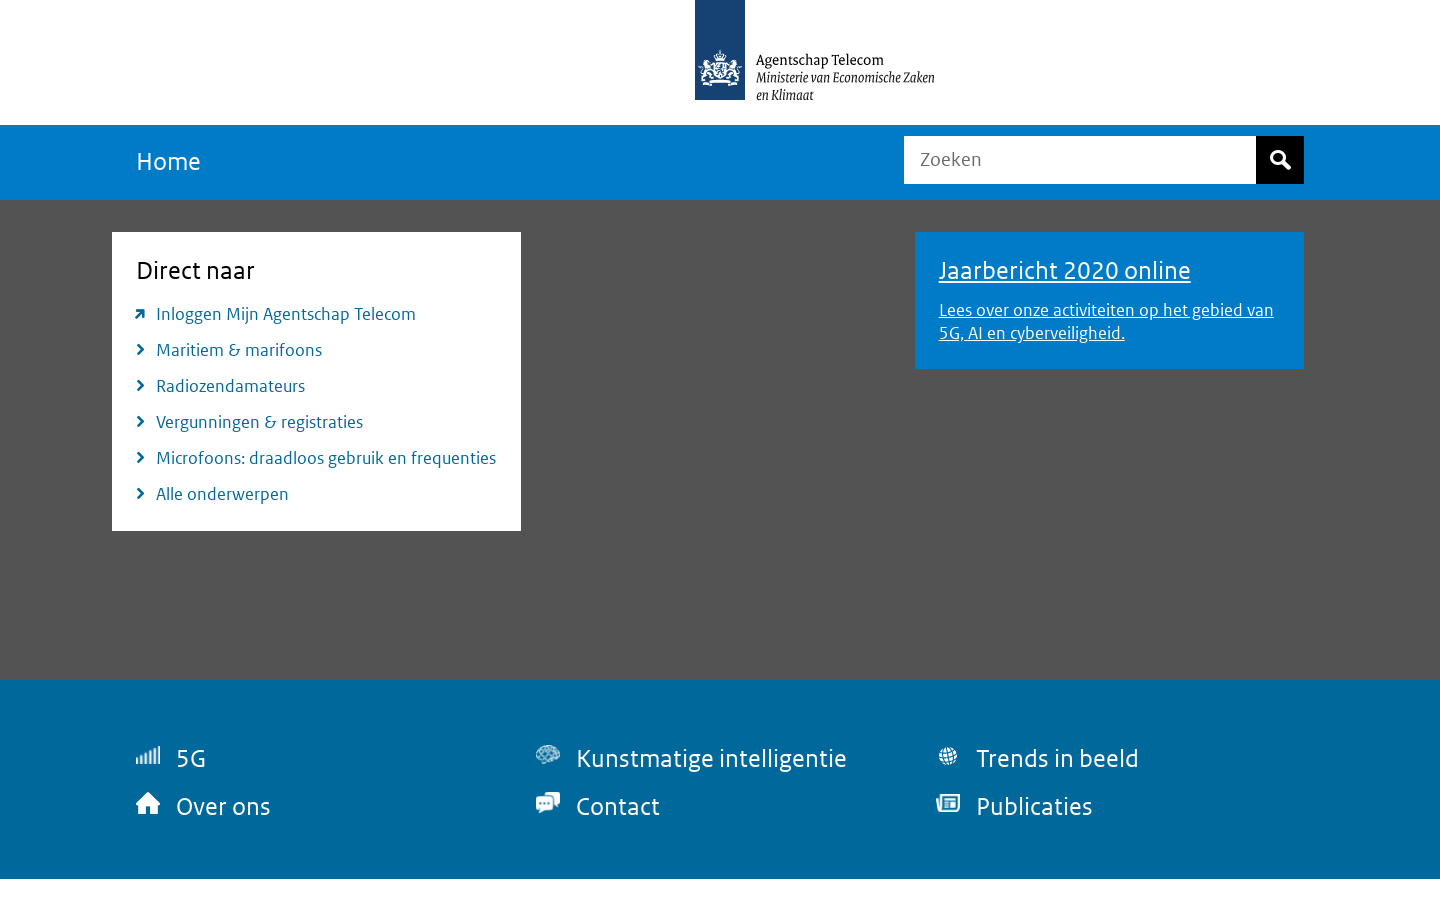 Agentschap Telecom
Ministerie van Economische Zaken
en Klimaat
Home
Zoeken
Direct naar
Inloggen Mijn Agentschap Telecom
Maritiem & marifoons
Radiozendamateurs
Vergunningen & registraties
Microfoons: draadloos gebruik en frequenties
Alle onderwerpen
Jaarbericht 2020 online
Lees over onze activiteiten op het gebied van
5G, AI en cyberveiligheid.
5G
Kunstmatige intelligentie
Trends in beeld
Over ons
Contact
Publicaties